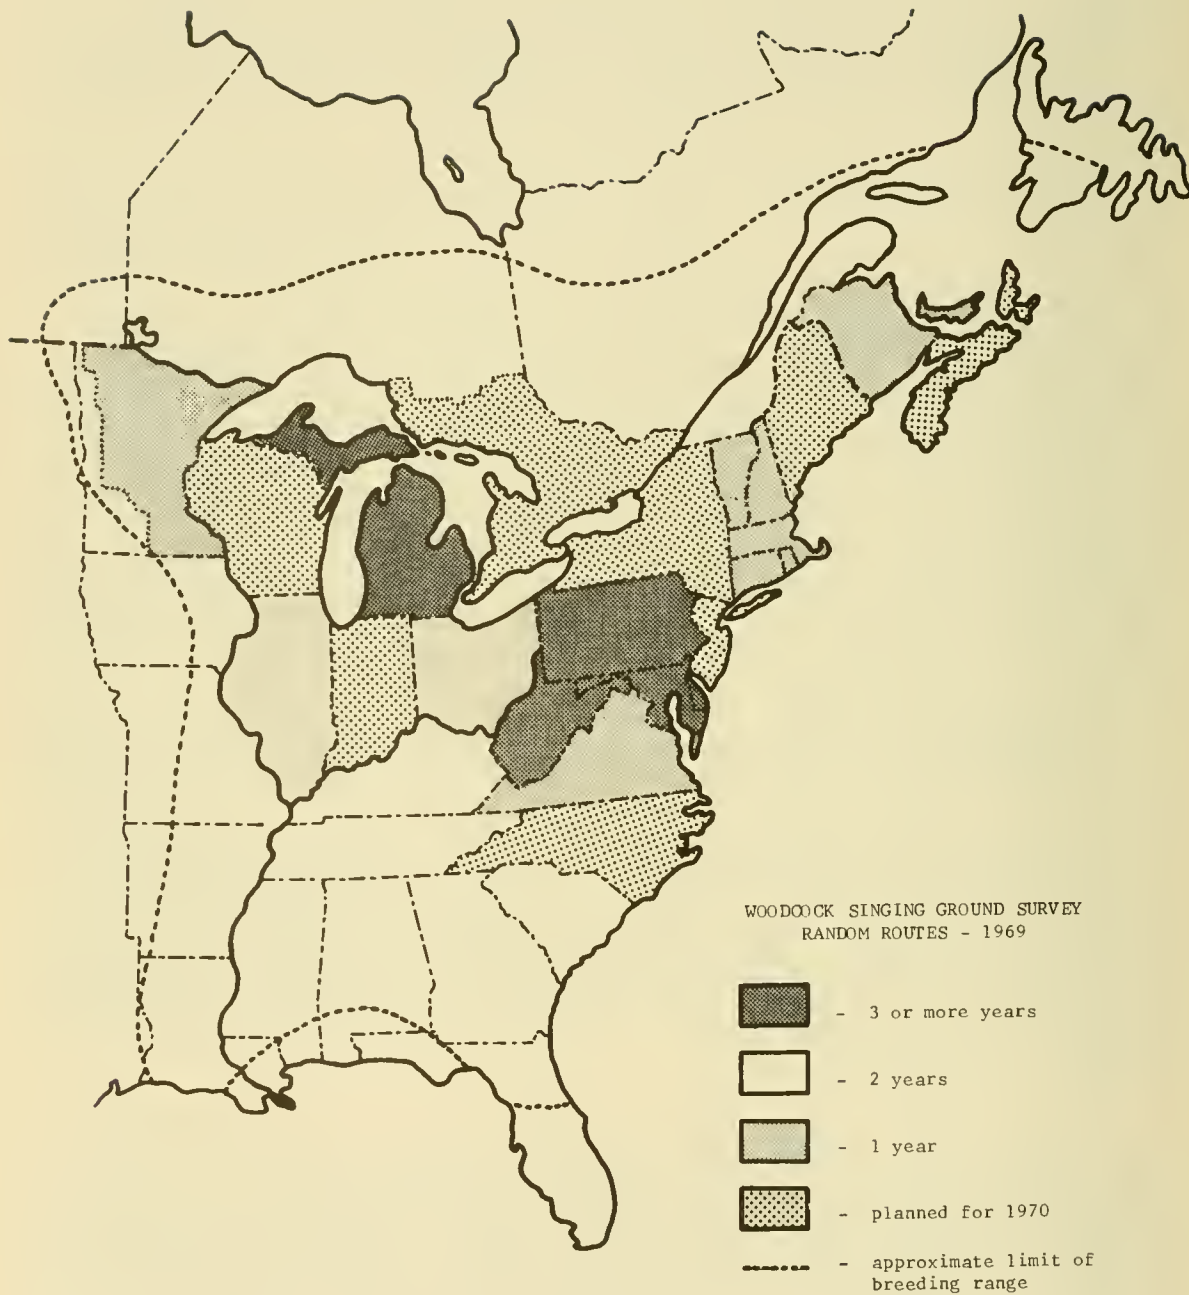 WOODCOCK SINGING GROUND SURVEY
RANDOM ROUTES - 1969
- 3 or more years
- 2 years
- 1 year
- planned for 1970
- approximate limit of
breeding range